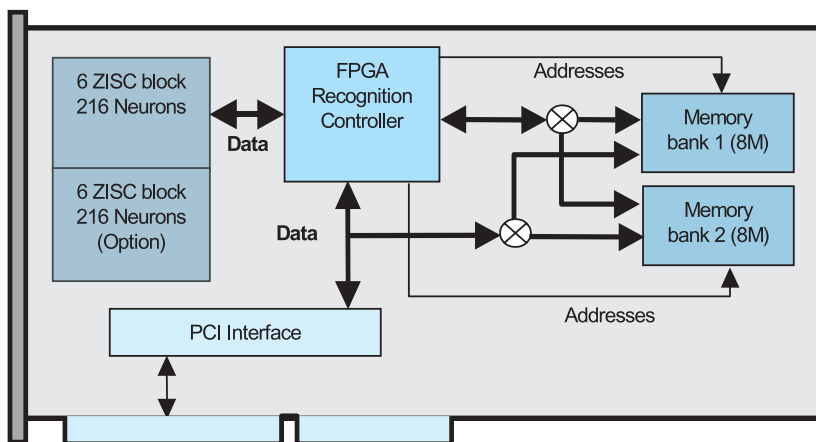 6 ZISC block
216 Neurons
Data
6 ZISC block
216 Neurons
(Option)
FPGA
Recognition
Controller
Addresses
Memory
bank 1 (8M)
Memory
bank 2 (8M)
Data
Addresses
PCI Interface